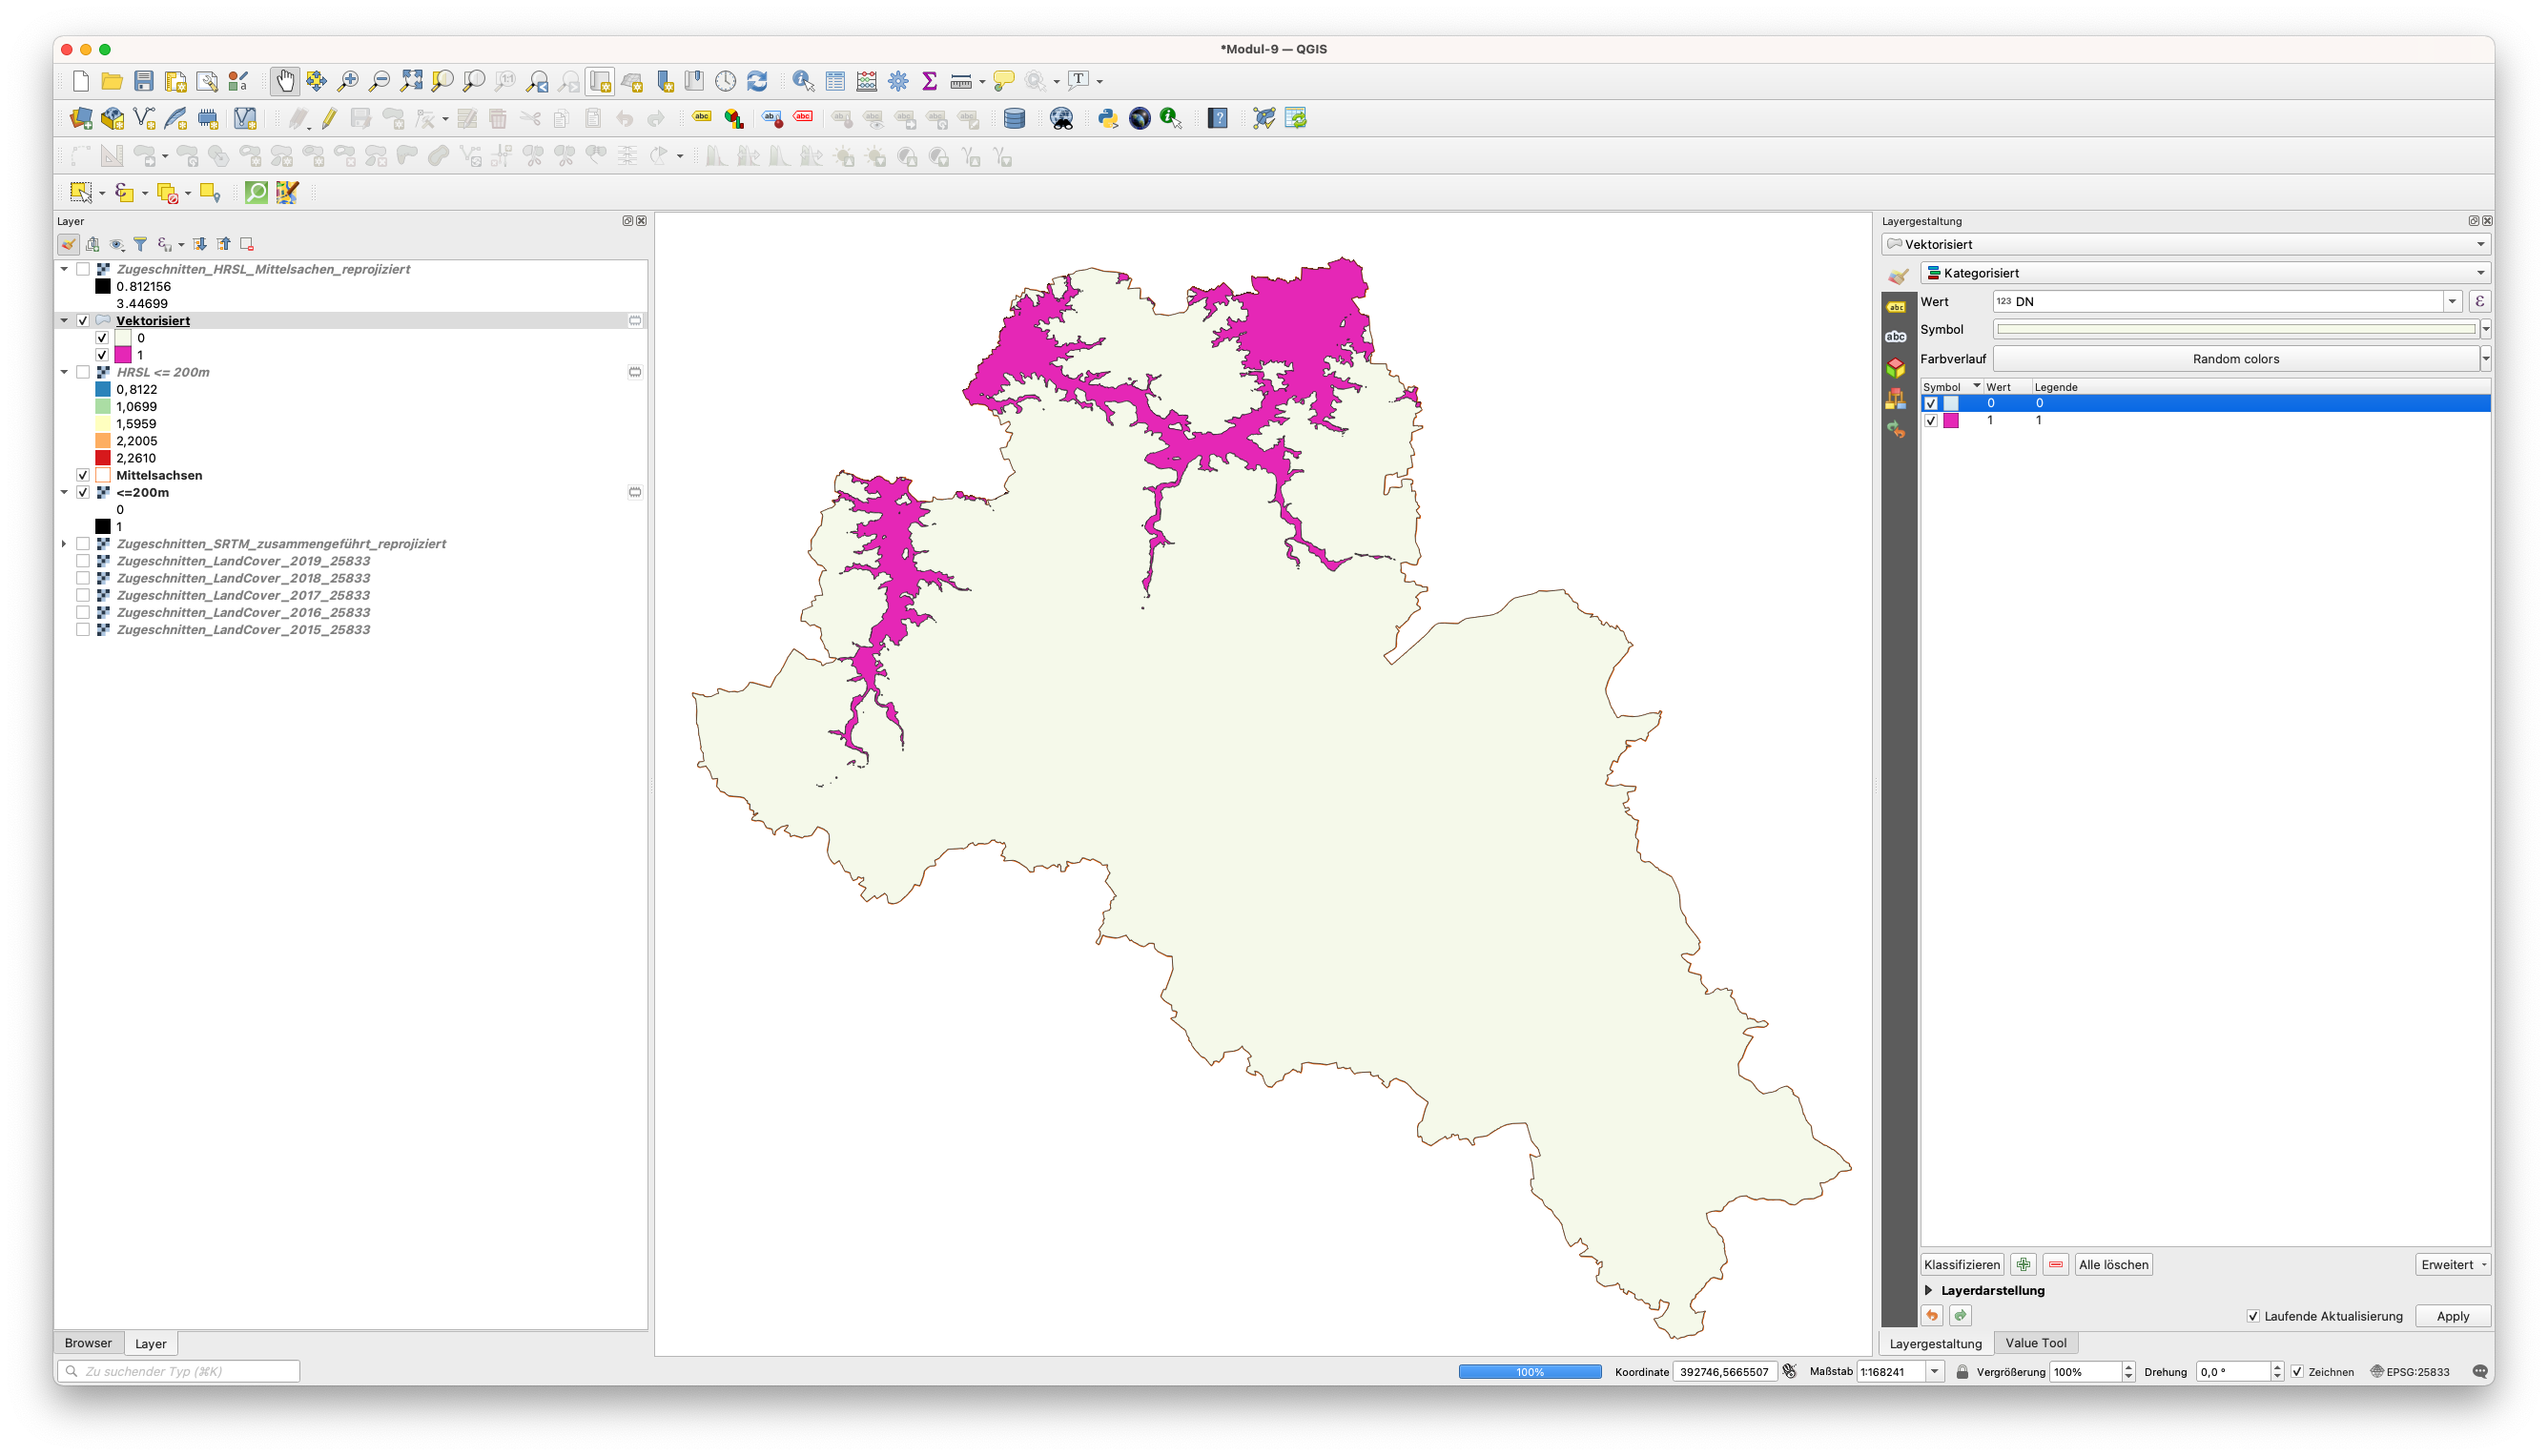 *Modul-9 — QGIS
Layer
Zugeschnitten_HRSL_Mittelsachen_reprojiziert
0.812156
3.44699
Vektorisiert
0
1
HRSL <= 200m
0,8122
1,0699
1,5959
2,2005
2,2610
Mittelsachsen
<=200m
0
1
Zugeschnitten_SRTM_zusammengeführt_reprojiziert
Zugeschnitten_LandCover_2019_25833
Zugeschnitten_LandCover_2018_25833
Zugeschnitten_LandCover_2017_25833
Zugeschnitten_LandCover_2016_25833
Zugeschnitten_LandCover_2015_25833
Browser Layer
Zu suchender Typ (⌘K)
Layergestaltung
Vektorisiert
Kategorisiert
Wert 123 DN
Symbol
Farbverlauf Random colors
Symbol Wert Legende
0 0
1 1
Klassifizieren Alle löschen Erweitert
Layerdarstellung
Laufende Aktualisierung Apply
Layergestaltung Value Tool
100% Koordinate 392746,5665507 Maßstab 1:168241 Vergrößerung 100% Drehung 0,0 ° Zeichnen EPSG:25833